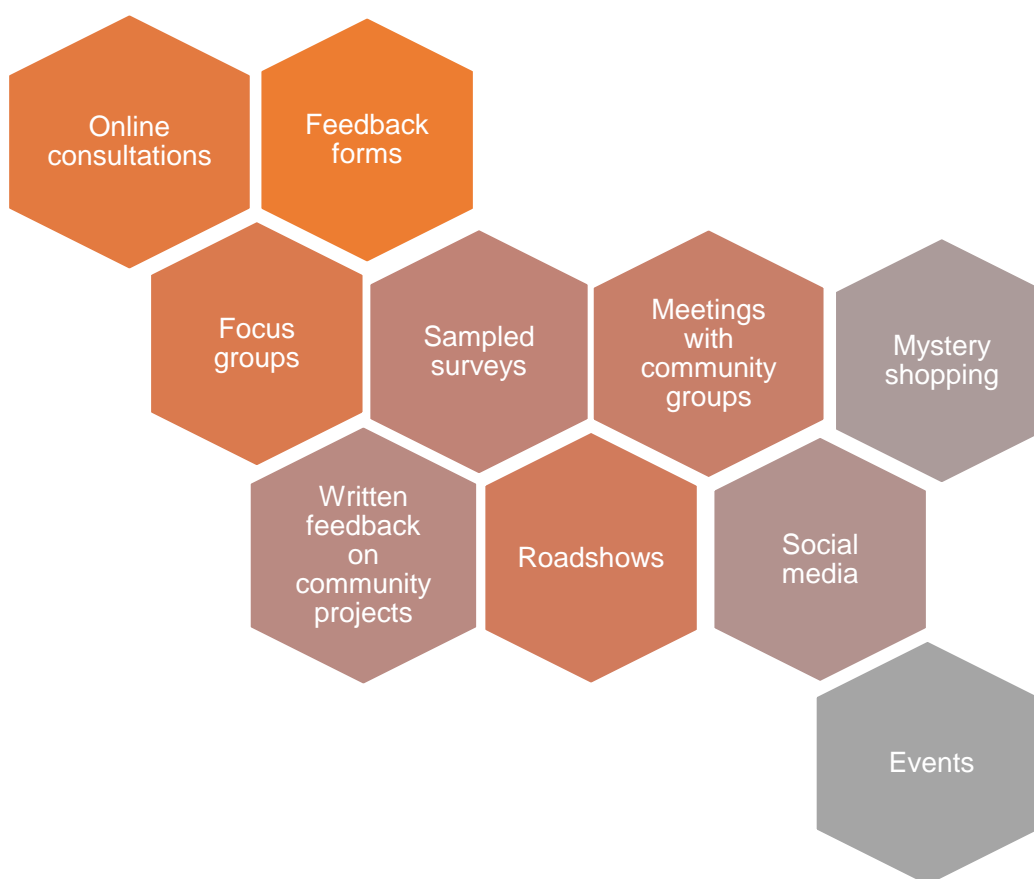 Online
consultations
Feedback
forms
Focus
groups
Sampled
surveys
Meetings
with
community
groups
Mystery
shopping
Written
feedback
on
community
projects
Roadshows
Social
media
Events